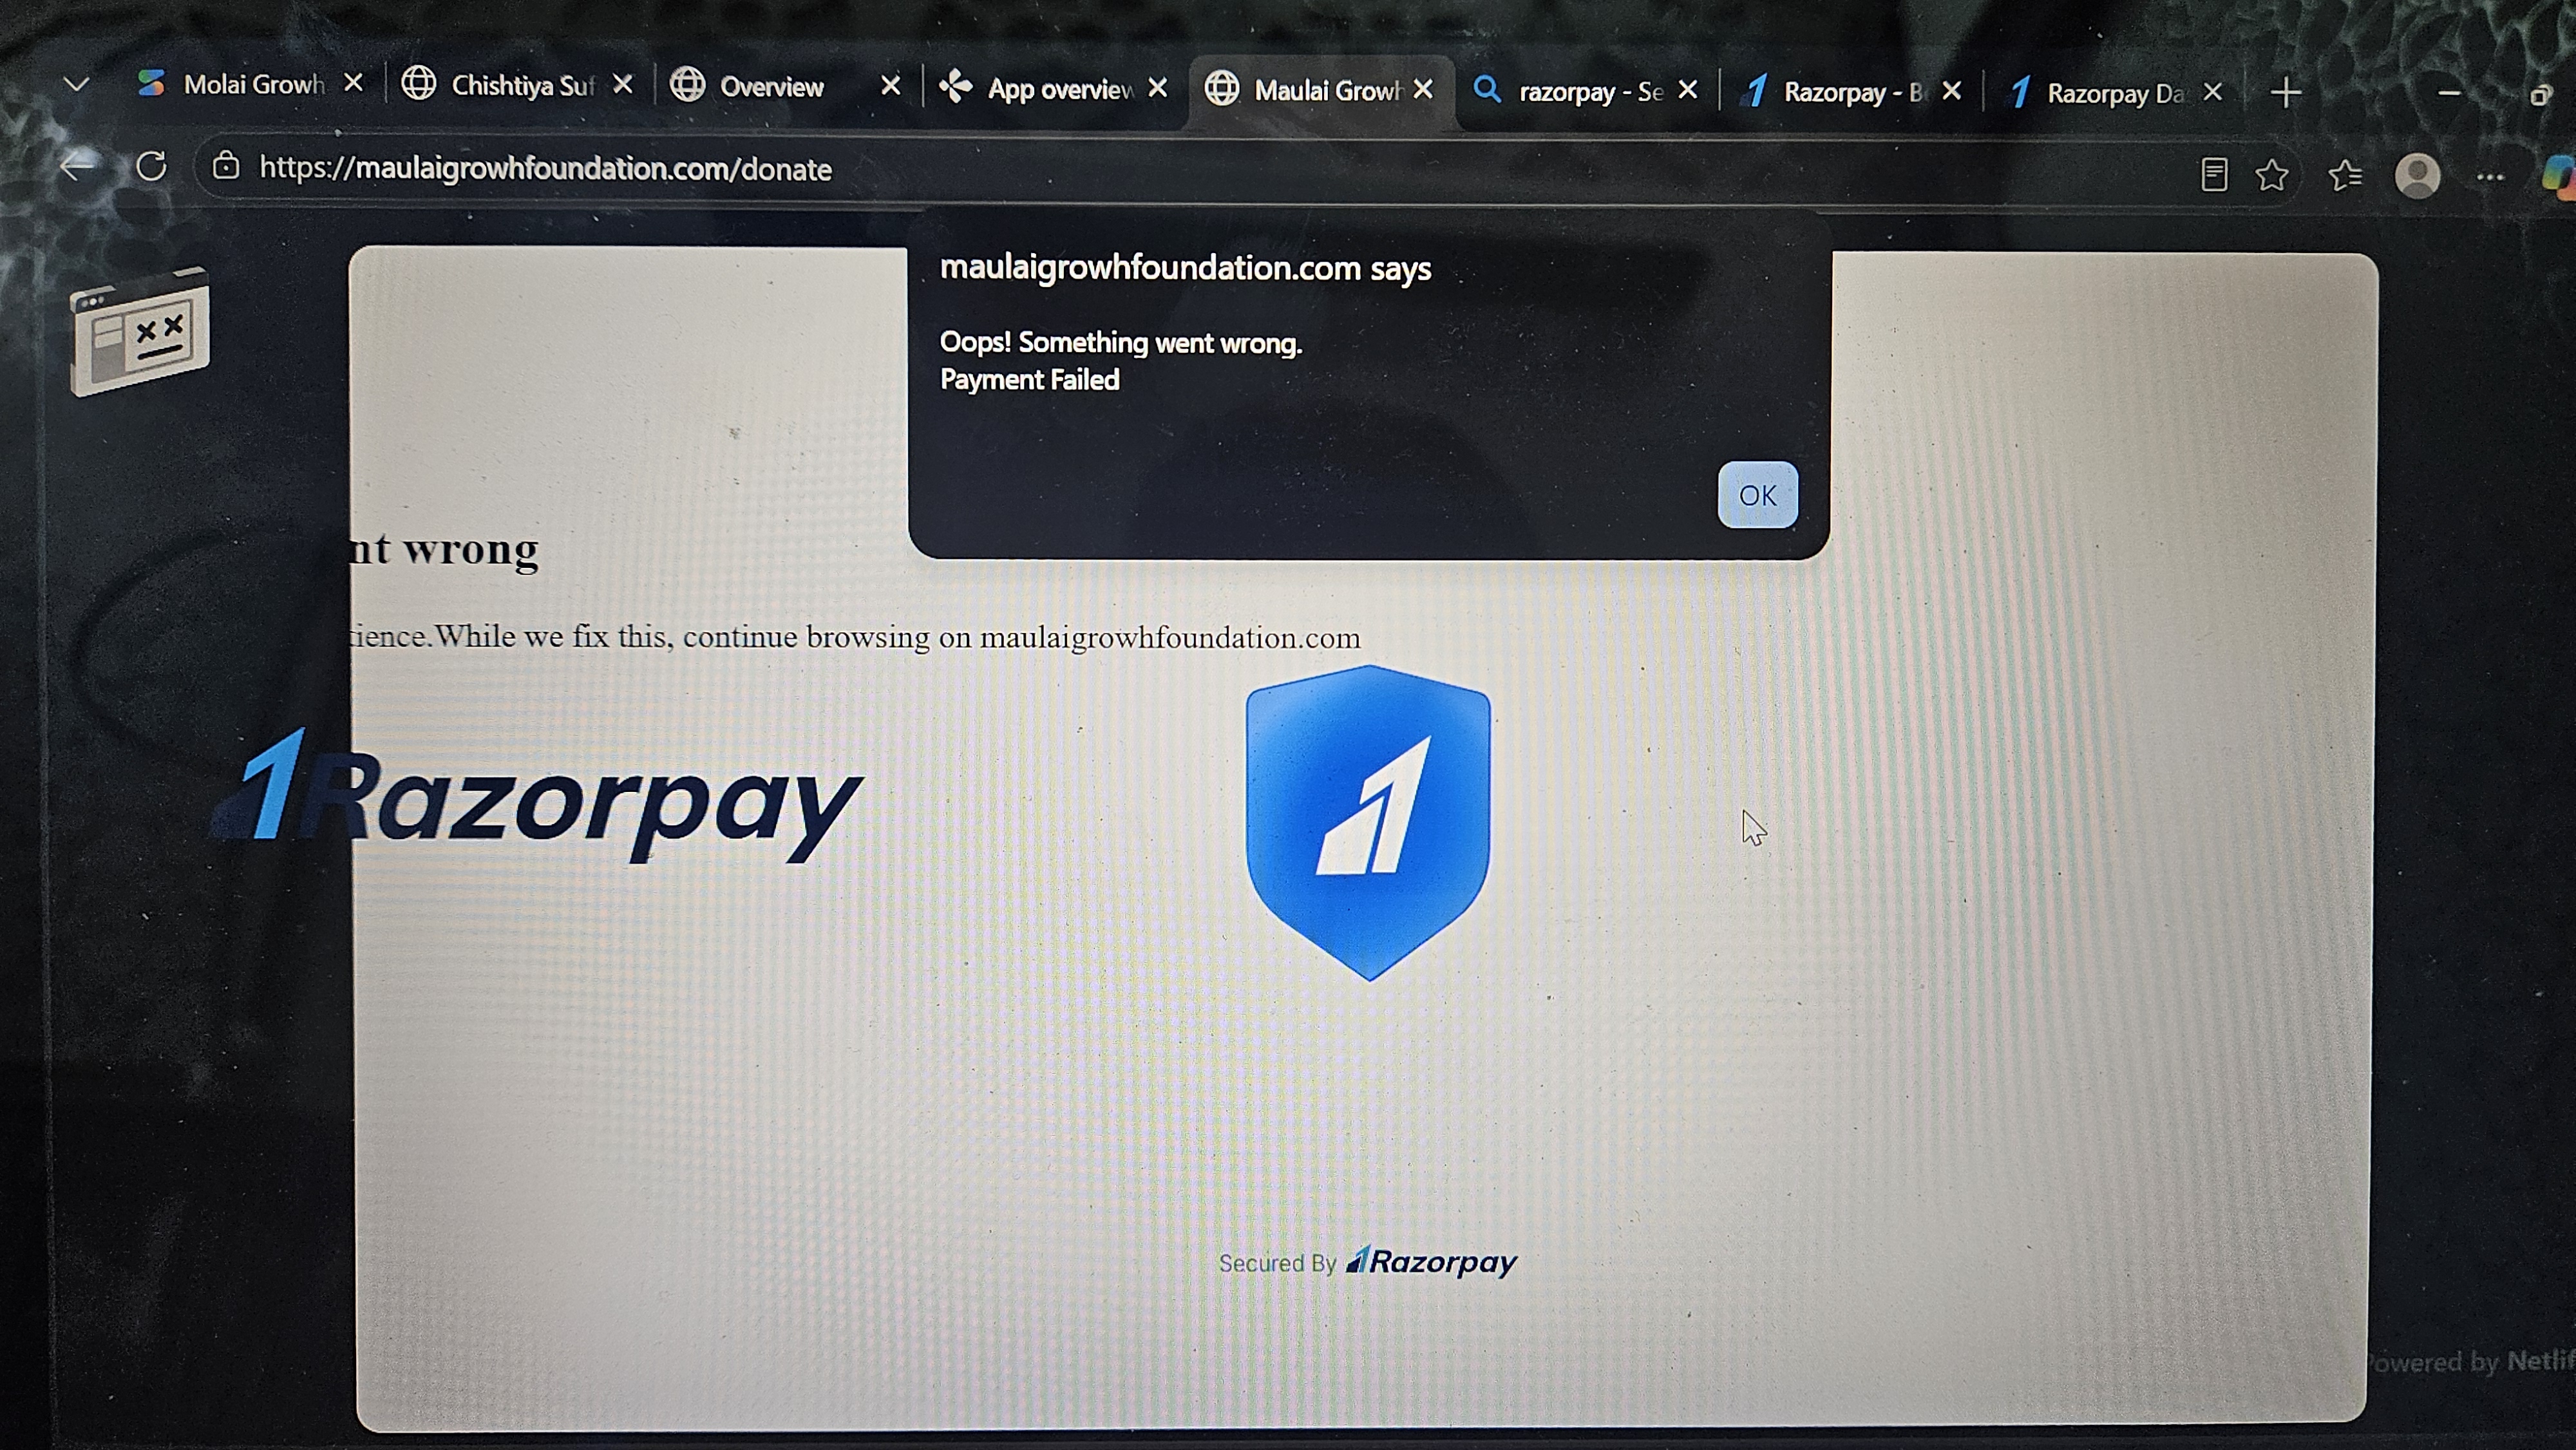 Molai Growh
Chishtiya Suf
Overview
App overview
Maulai Growh
razorpay - Se
Razorpay - B
Razorpay Da
https://maulaigrowhfoundation.com/donate
maulaigrowhfoundation.com says
Oops! Something went wrong.
Payment Failed
OK
nt wrong
ience.While we fix this, continue browsing on maulaigrowhfoundation.com
Razorpay
Secured By Razorpay
owered by Netlif